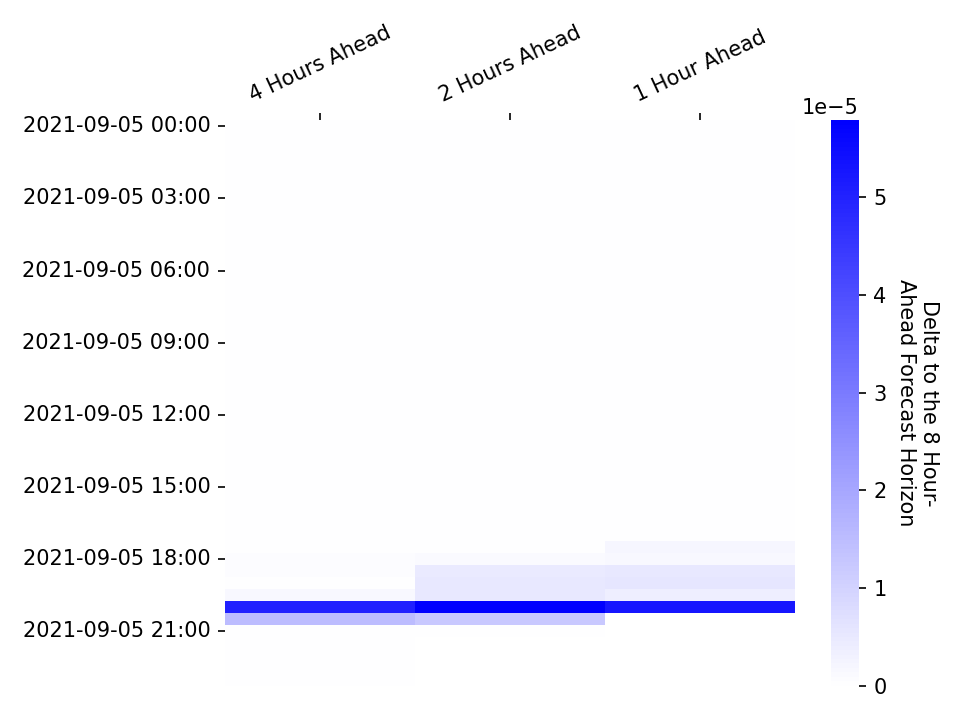 4 Hours Ahead
2 Hours Ahead
1 Hour Ahead
1e−5
2021-09-05 00:00
2021-09-05 03:00
2021-09-05 06:00
2021-09-05 09:00
2021-09-05 12:00
2021-09-05 15:00
2021-09-05 18:00
2021-09-05 21:00
5
4
3
2
1
0
Delta to the 8 Hour-
Ahead Forecast Horizon